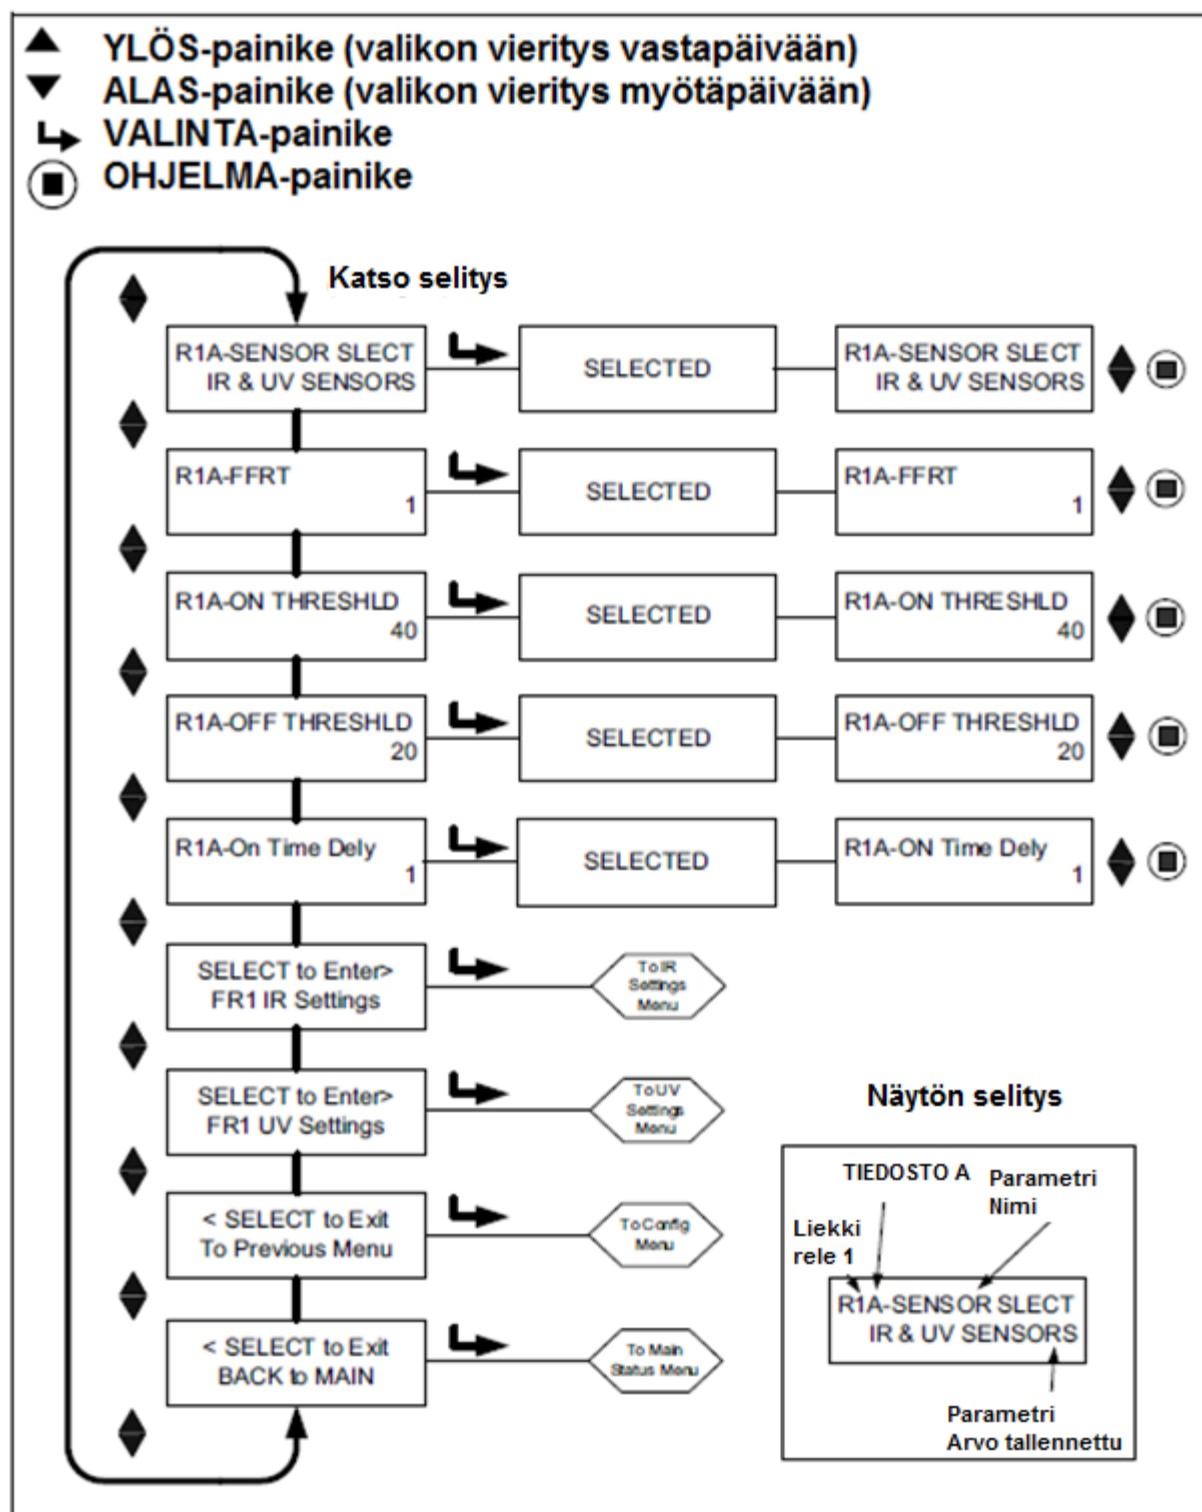 YLÖS-painike (valikon vieritys vastapäivään)
ALAS-painike (valikon vieritys myötäpäivään)
VALINTA-painike
OHJELMA-painike
Katso selitys
R1A-SENSOR SLECT
IR & UV SENSORS
SELECTED
R1A-SENSOR SLECT
IR & UV SENSORS
R1A-FFRT
1
SELECTED
R1A-FFRT
1
R1A-ON THRESHLD
40
SELECTED
R1A-ON THRESHLD
40
R1A-OFF THRESHLD
20
SELECTED
R1A-OFF THRESHLD
20
R1A-On Time Dely
1
SELECTED
R1A-ON Time Dely
1
SELECT to Enter>
FR1 IR Settings
To IR
Settings
Menu
SELECT to Enter>
FR1 UV Settings
To UV
Settings
Menu
< SELECT to Exit
To Previous Menu
To Config
Menu
< SELECT to Exit
BACK to MAIN
To Main
Status Menu
Näytön selitys
TIEDOSTO A
Parametri
Nimi
Liekki
rele 1
R1A-SENSOR SLECT
IR & UV SENSORS
Parametri
Arvo tallennettu